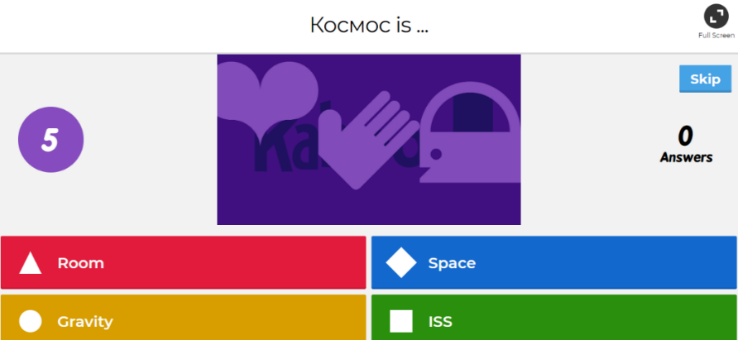 Космос is ...
Full Screen
Skip
5
0
Answers
Room
Space
Gravity
ISS